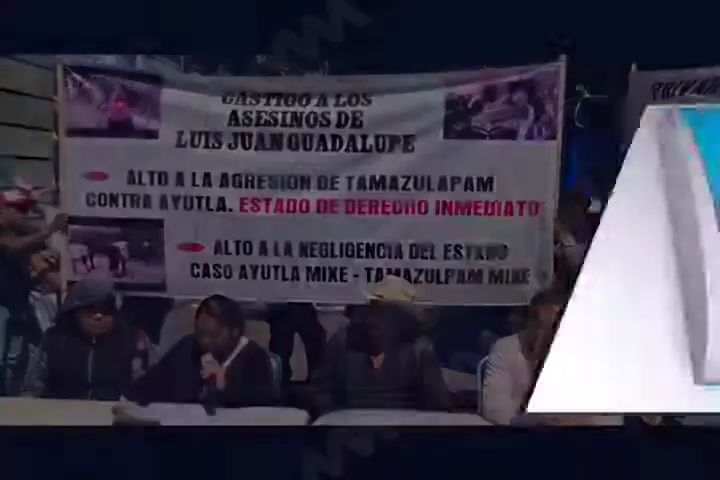 CASTIGO A LOS
ASESINOS DE
LUIS JUAN GUADALUPE
ALTO A LA AGRESION DE TAMAZULAPAM
CONTRA AYUTLA. ESTADO DE DERECHO INMEDIATO
ALTO A LA NEGLIGENCIA DEL ESTADO
CASO AYUTLA MIXE - TAMAZULPAM MIXE